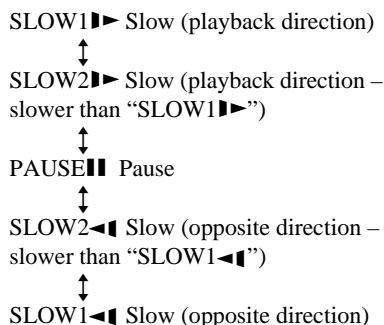 SLOW1▮► Slow (playback direction)
SLOW2▮► Slow (playback direction –
slower than “SLOW1▮►”)
PAUSE▮▮ Pause
SLOW2◄▮ Slow (opposite direction –
slower than “SLOW1◄▮”)
SLOW1◄▮ Slow (opposite direction)